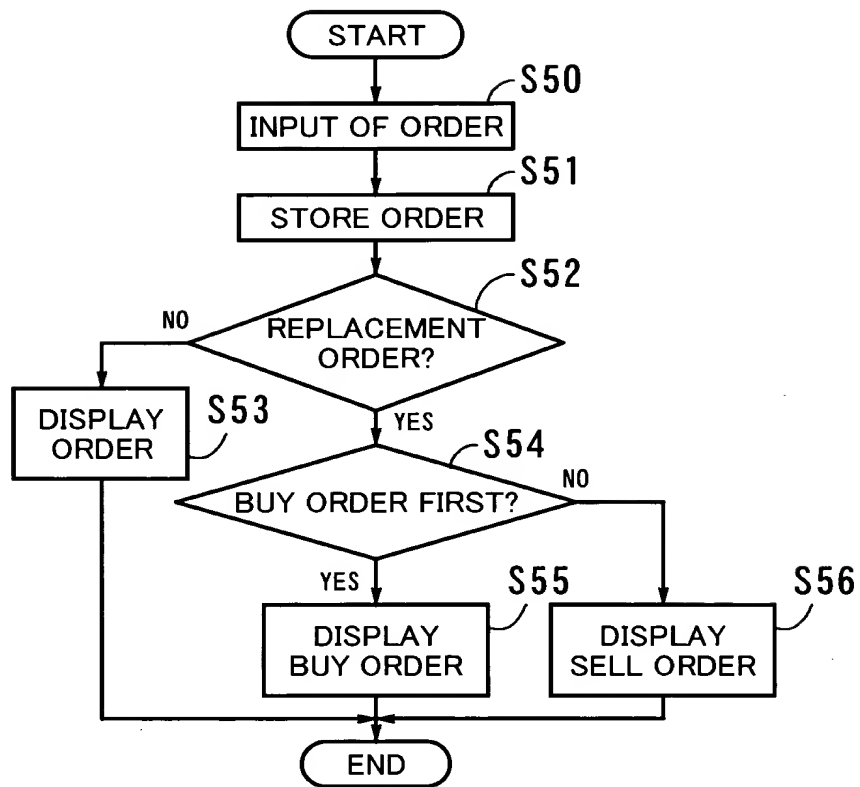 START
S50
INPUT OF ORDER
S51
STORE ORDER
S52
NO
REPLACEMENT
ORDER?
DISPLAY
ORDER
S53
YES
S54
BUY ORDER FIRST?
NO
YES
S55
S56
DISPLAY
BUY ORDER
DISPLAY
SELL ORDER
END